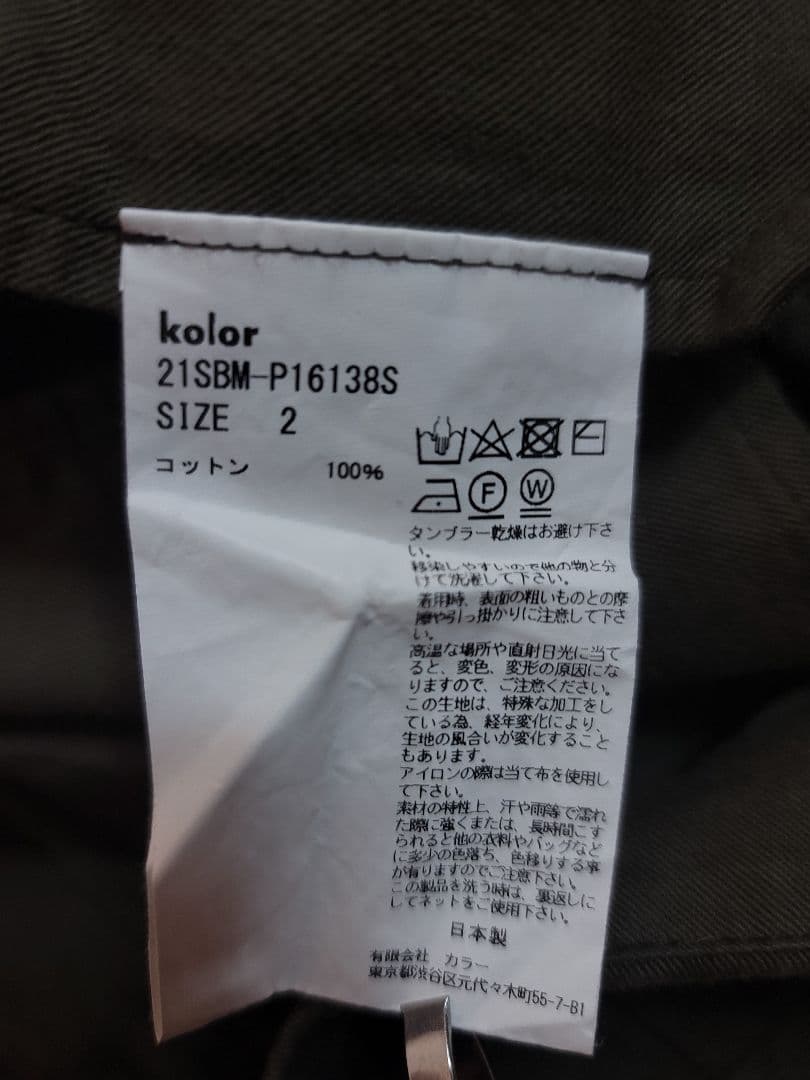 kolor
21SBM-P16138S
SIZE 2
コットン 100%
F W
タンブラー乾燥はお避け下さ
い。
移染しやすいので他の物と分
けて洗濯して下さい。
着用時、表面の粗いものとの摩
擦や引っ掛かりに注意して下さ
い。
高温な場所や直射日光に当て
ると、変色、変形の原因にな
りますので、ご注意ください。
この生地は、特殊な加工をし
ている為、経年変化により、
生地の風合いが変化すること
もあります。
アイロンの際は当て布を使用し
て下さい。
素材の特性上、汗や雨等で濡れ
た際に強くまたは、長時間こす
られると他の衣料やバッグなど
に多少の色落ち、色移りする事
が有りますのでご注意下さい。
この製品を洗う時は、裏返しに
してネットをご使用下さい。
日本製
有限会社 カラー
東京都渋谷区元代々木町55-7-B1